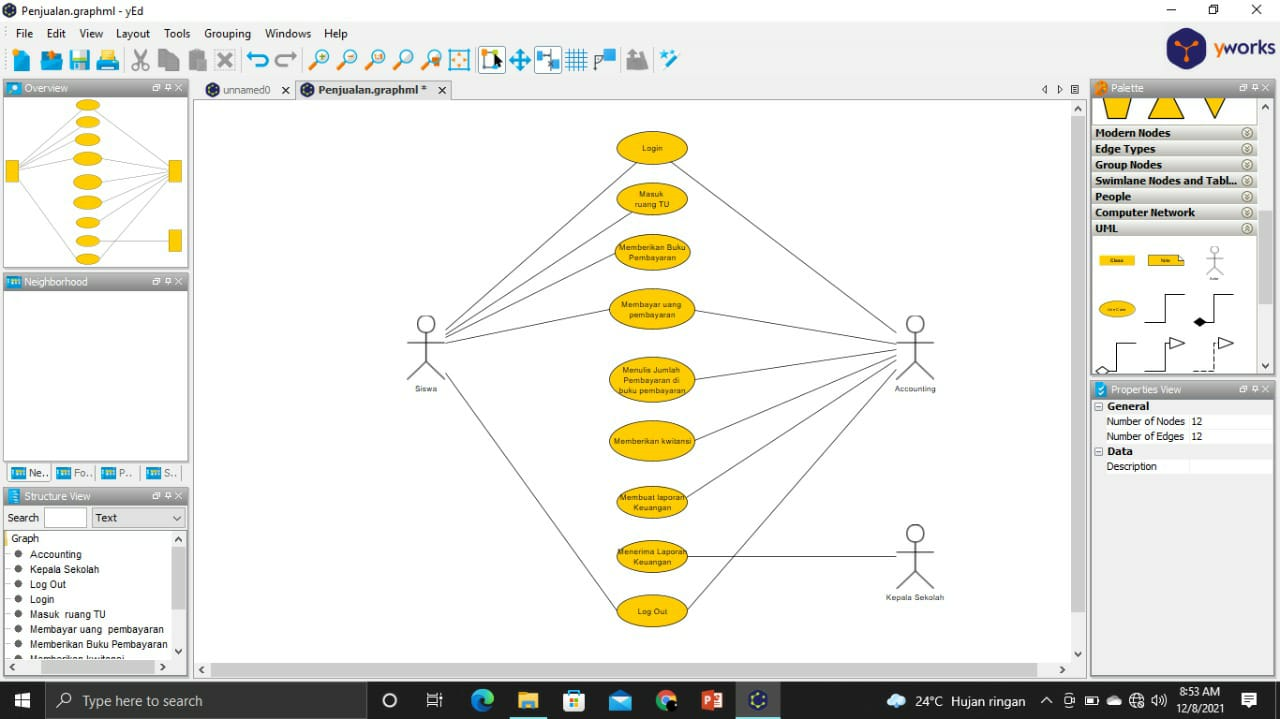 Penjualan.graphml - yEd
File Edit View Layout Tools Grouping Windows Help
yworks
Overview
unnamed0
Penjualan.graphml *
Palette
Modern Nodes
Edge Types
Group Nodes
Swimlane Nodes and Tabl...
People
Computer Network
UML
Login
Masuk
ruang TU
Memberikan Buku
Pembayaran
Membayar uang
pembayaran
Menulis Jumlah
Pembayaran di
buku pembayaran
Memberikan kwitansi
Membuat laporan
Keuangan
Menerima Laporan
Keuangan
Log Out
Siswa
Accounting
Kepala Sekolah
Neighborhood
Ne..
Fo..
P..
S..
Structure View
Search
Text
Graph
Accounting
Kepala Sekolah
Log Out
Login
Masuk ruang TU
Membayar uang pembayaran
Memberikan Buku Pembayaran
Memberikan kwitansi
Properties View
General
Number of Nodes 12
Number of Edges 12
Data
Description
Type here to search
24°C Hujan ringan
8:53 AM
12/8/2021